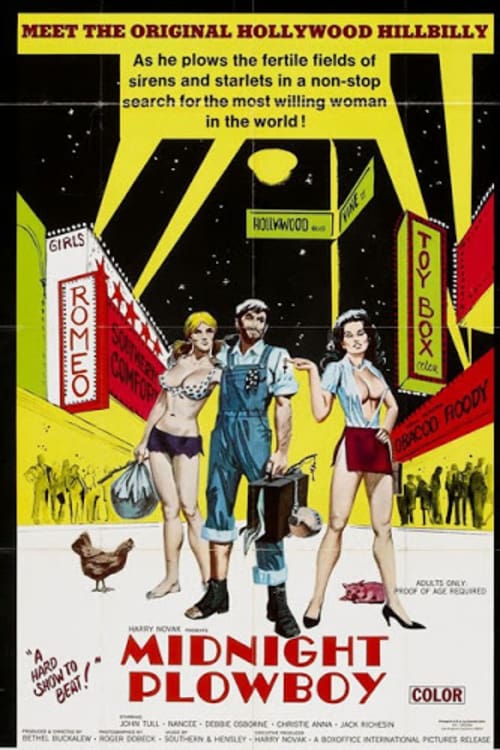 MEET THE ORIGINAL HOLLYWOOD HILLBILLY
As he plows the fertile fields of
sirens and starlets in a non-stop
search for the most willing woman
in the world!
HOLLYWOOD BLVD
VINE ST
GIRLS
ROMEO
SOUTHERN
COMFORT
TOY BOX
color
OBACCO ROODY
ADULTS ONLY:
PROOF OF AGE REQUIRED
HARRY NOVAK PRESENTS
"A
HARD
SHOW TO
BEAT!"
MIDNIGHT
PLOWBOY
COLOR
STARRING
JOHN TULL - NANCEE - DEBBIE OSBORNE - CHRISTIE ANNA - JACK RICHESIN
PRODUCED & DIRECTED BY
BETHEL BUCKALEW
PHOTOGRAPHED BY
ROGER DOBECK
MUSIC BY
SOUTHERN & HENSLEY
EXECUTIVE PRODUCER
HARRY NOVAK
A BOXOFFICE INTERNATIONAL PICTURES RELEASE